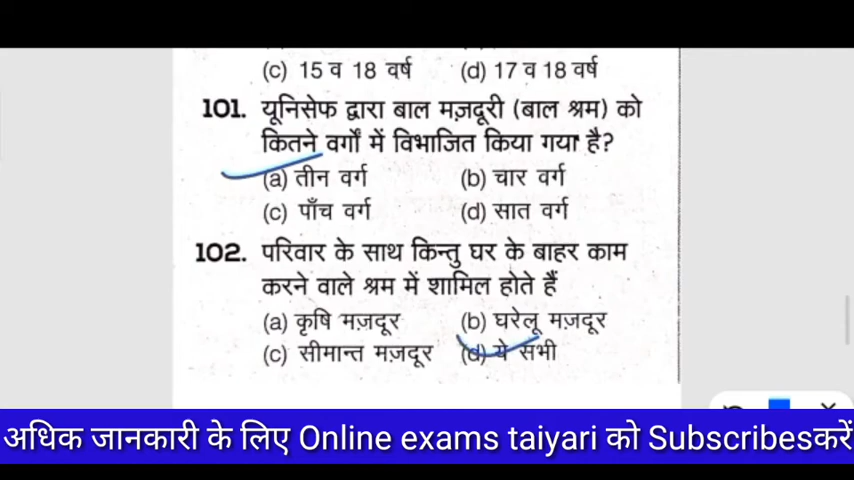 (c) 15 व 18 वर्ष (d) 17 व 18 वर्ष
101. यूनिसेफ द्वारा बाल मज़दूरी (बाल श्रम) को
कितने वर्गों में विभाजित किया गया है?
(a) तीन वर्ग (b) चार वर्ग
(c) पाँच वर्ग (d) सात वर्ग
102. परिवार के साथ किन्तु घर के बाहर काम
करने वाले श्रम में शामिल होते हैं
(a) कृषि मज़दूर (b) घरेलू मज़दूर
(c) सीमान्त मज़दूर (d) ये सभी
अधिक जानकारी के लिए Online exams taiyari को Subscribesकरें